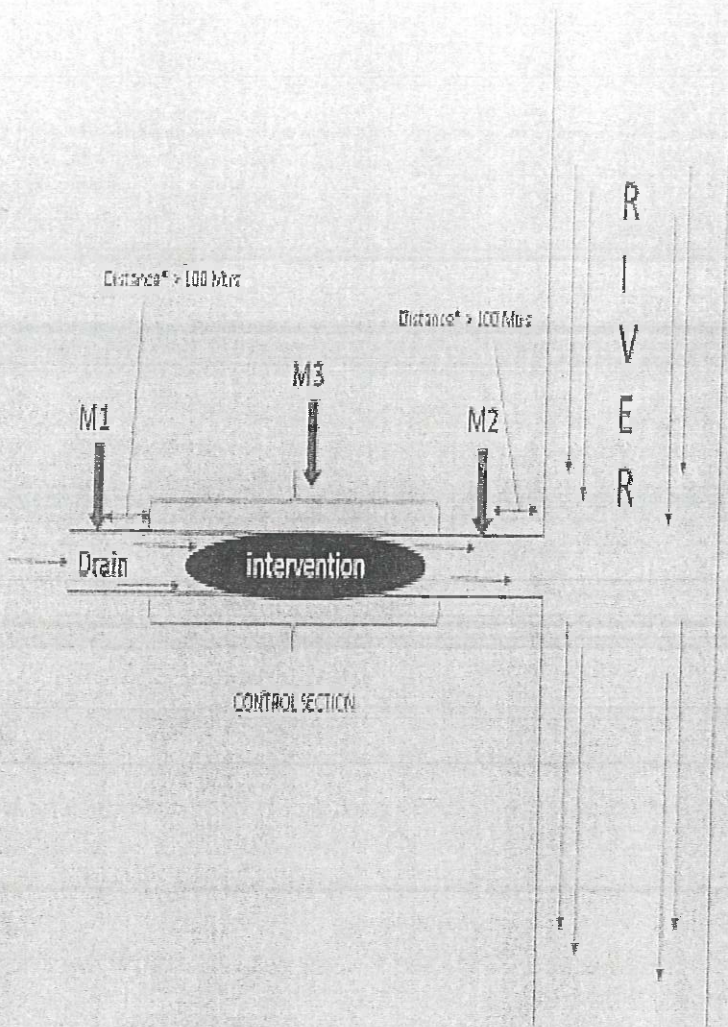 R
I
V
E
R
Distance* > 100 Mtrs
Distance* > 100 Mtrs
M3
M1
M2
Drain
intervention
CONTROL SECTION